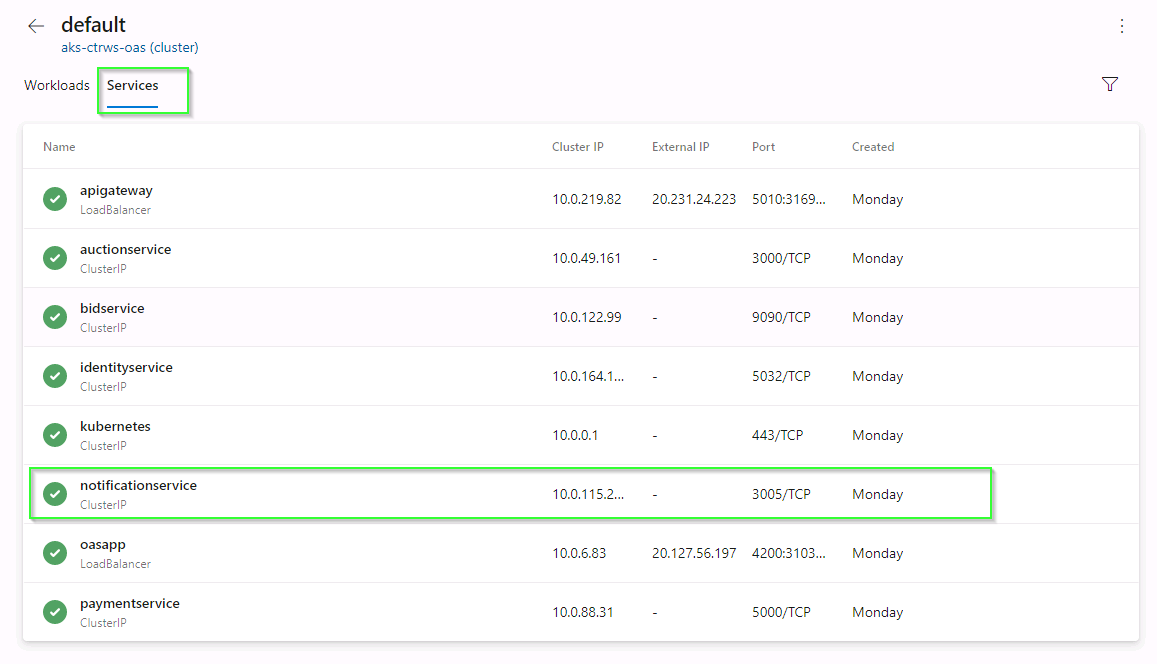 default
aks-ctrws-oas (cluster)
Workloads Services
Name Cluster IP External IP Port Created
apigateway
LoadBalancer
10.0.219.82 20.231.24.223 5010:3169... Monday
auctionservice
ClusterIP
10.0.49.161 - 3000/TCP Monday
bidservice
ClusterIP
10.0.122.99 - 9090/TCP Monday
identityservice
ClusterIP
10.0.164.1... - 5032/TCP Monday
kubernetes
ClusterIP
10.0.0.1 - 443/TCP Monday
notificationservice
ClusterIP
10.0.115.2... - 3005/TCP Monday
oasapp
LoadBalancer
10.0.6.83 20.127.56.197 4200:3103... Monday
paymentservice
ClusterIP
10.0.88.31 - 5000/TCP Monday